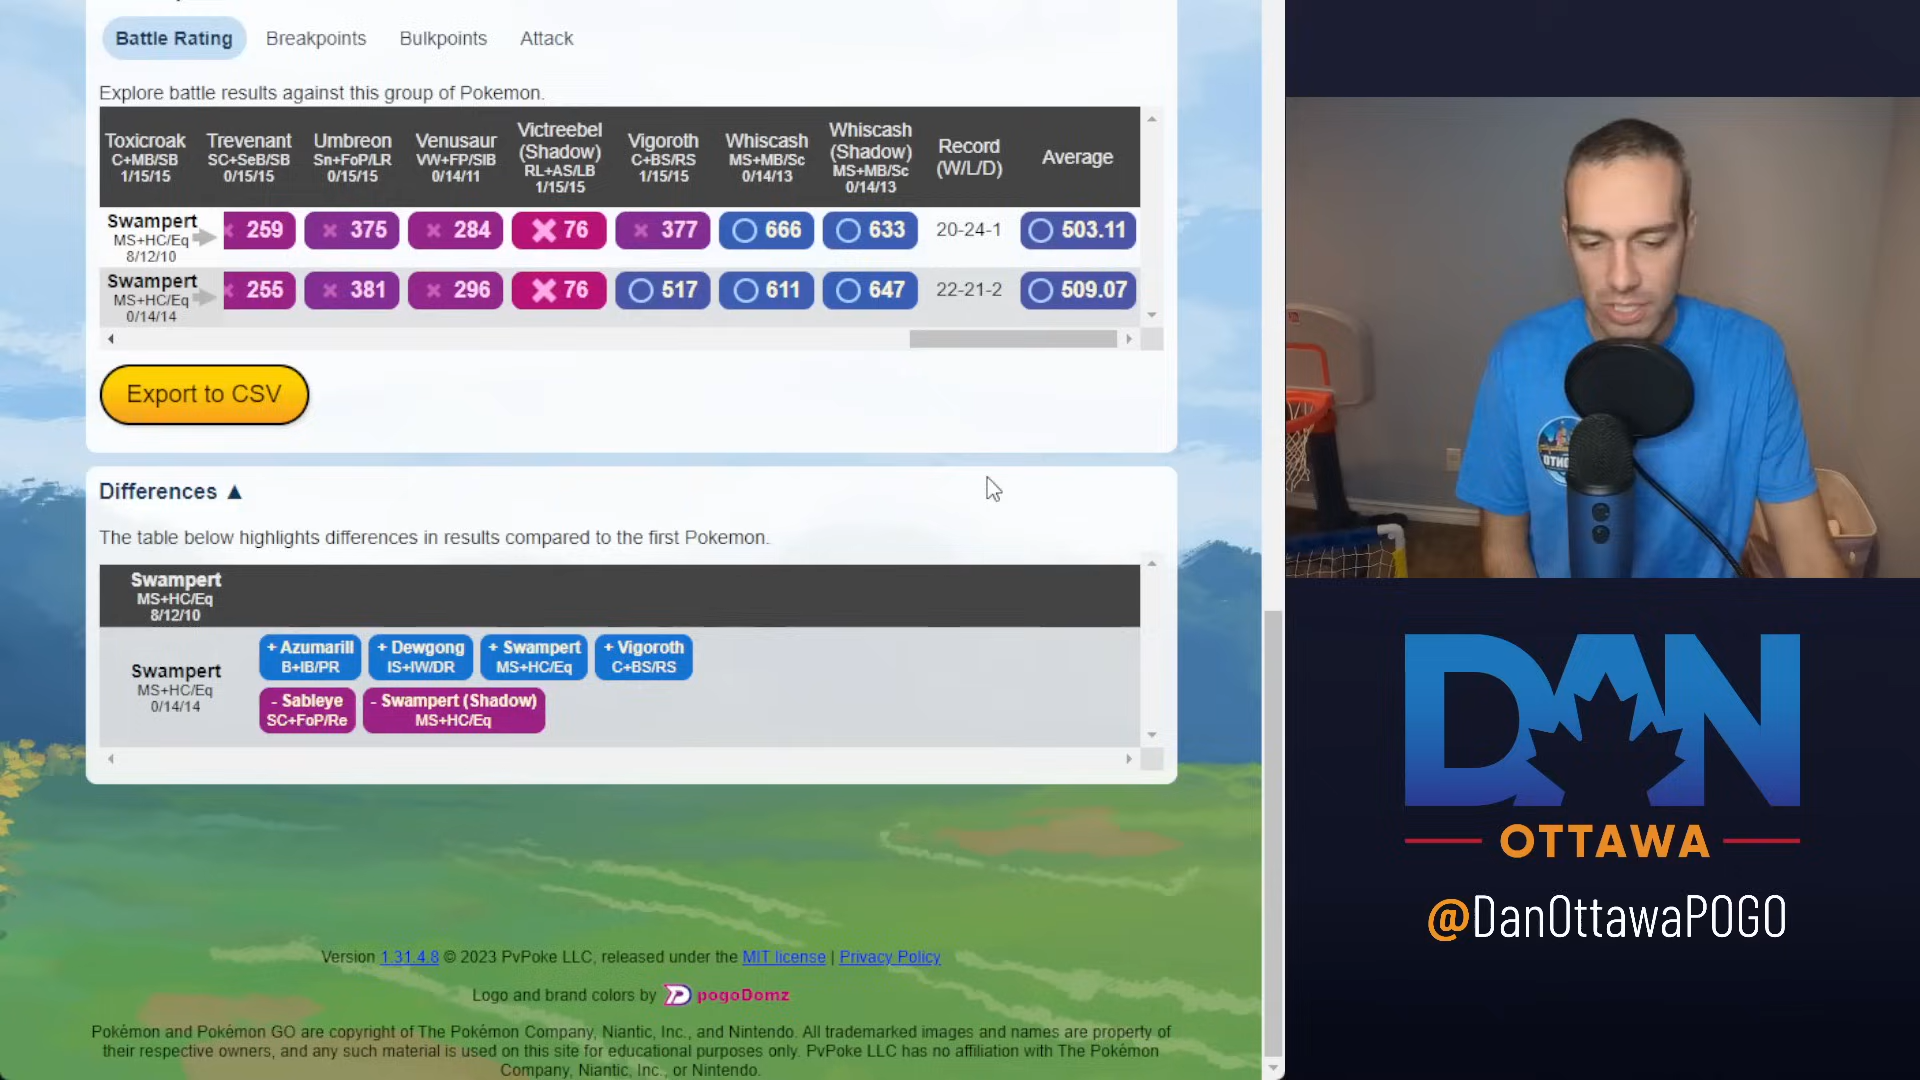 Battle Rating Breakpoints Bulkpoints Attack
Explore battle results against this group of Pokemon.
Toxicroak
C+MB/SB
1/15/15
Trevenant
SC+SeB/SB
0/15/15
Umbreon
Sn+FoP/LR
0/15/15
Venusaur
VW+FP/SlB
0/14/11
Victreebel
(Shadow)
RL+AS/LB
1/15/15
Vigoroth
C+BS/RS
1/15/15
Whiscash
MS+MB/Sc
0/14/13
Whiscash
(Shadow)
MS+MB/Sc
0/14/13
Record
(W/L/D)
Average
Swampert
MS+HC/Eq
8/12/10
259 375 284 76 377 666 633 20-24-1 503.11
Swampert
MS+HC/Eq
0/14/14
255 381 296 76 517 611 647 22-21-2 509.07
Export to CSV
Differences ▲
The table below highlights differences in results compared to the first Pokemon.
Swampert
MS+HC/Eq
8/12/10
Swampert
MS+HC/Eq
0/14/14
+ Azumarill
B+IB/PR
+ Dewgong
IS+IW/DR
+ Swampert
MS+HC/Eq
+ Vigoroth
C+BS/RS
- Sableye
SC+FoP/Re
- Swampert (Shadow)
MS+HC/Eq
Version 1.31.4.8 © 2023 PvPoke LLC, released under the MIT license | Privacy Policy
Logo and brand colors by pogoDomz
Pokémon and Pokémon GO are copyright of The Pokémon Company, Niantic, Inc., and Nintendo. All trademarked images and names are property of
their respective owners, and any such material is used on this site for educational purposes only. PvPoke LLC has no affiliation with The Pokémon
Company, Niantic, Inc., or Nintendo.
DAN
OTTAWA
@DanOttawaPOGO